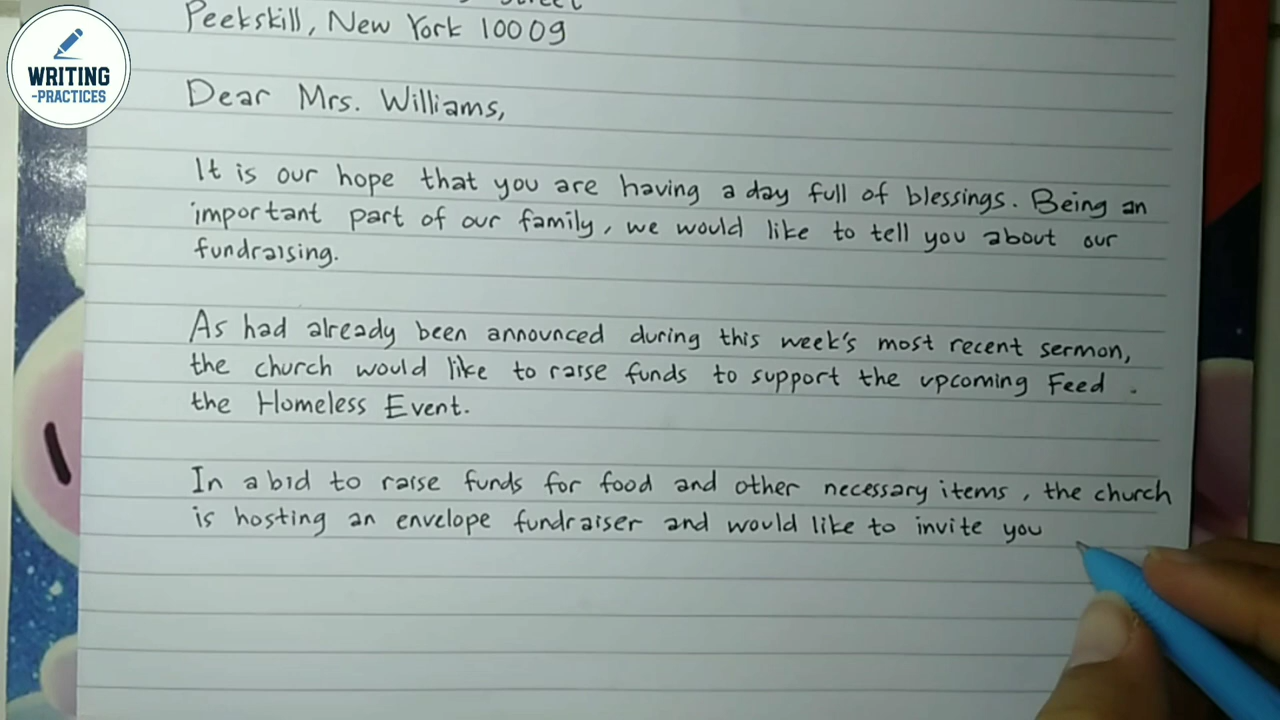 WRITING
-PRACTICES
Street
Peekskill, New York 10009
Dear Mrs. Williams,
It is our hope that you are having a day full of blessings. Being an
important part of our family, we would like to tell you about our
fundraising.
As had already been announced during this week's most recent sermon,
the church would like to raise funds to support the upcoming Feed
the Homeless Event.
In a bid to raise funds for food and other necessary items, the church
is hosting an envelope fundraiser and would like to invite you